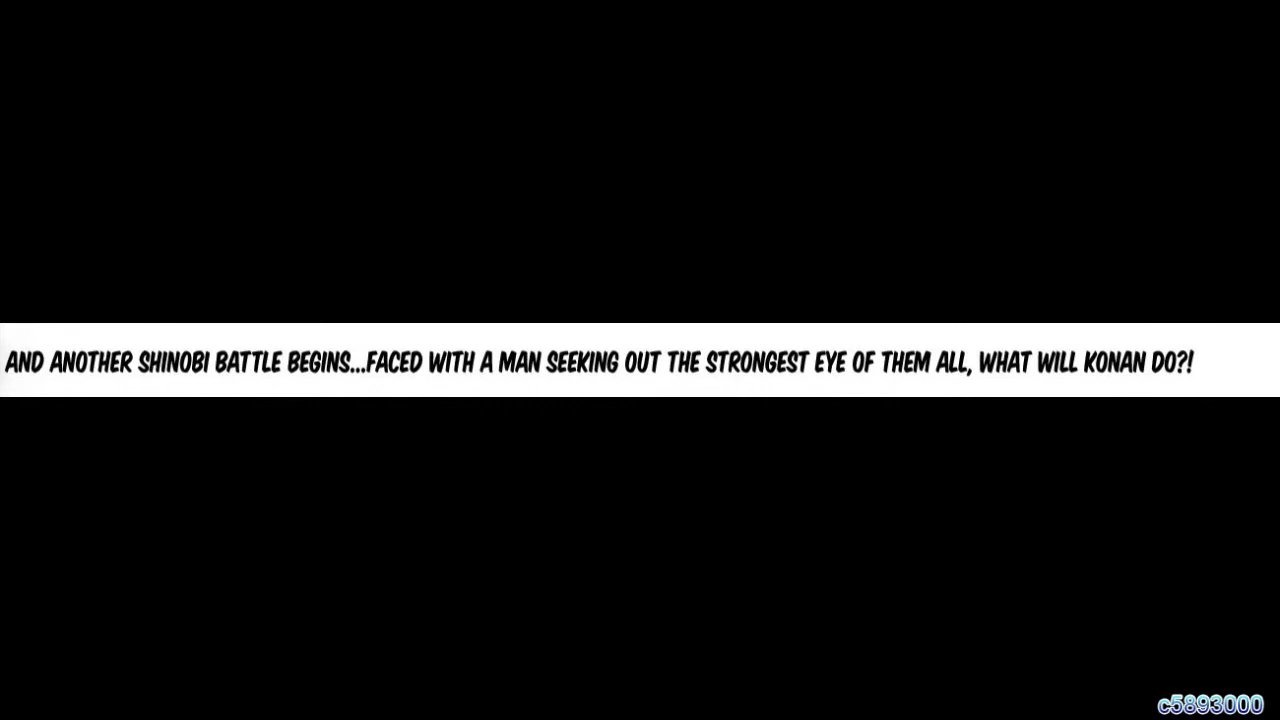 AND ANOTHER SHINOBI BATTLE BEGINS...FACED WITH A MAN SEEKING OUT THE STRONGEST EYE OF THEM ALL, WHAT WILL KONAN DO?!
c5893000